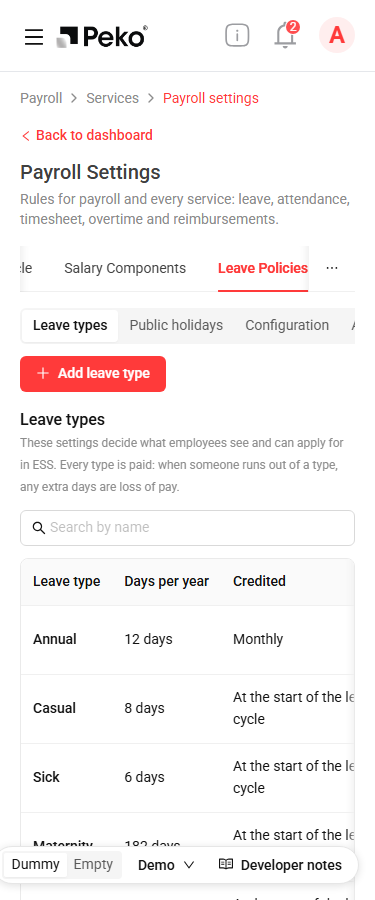 Peko
2
A
Payroll > Services > Payroll settings
Back to dashboard
Payroll Settings
Rules for payroll and every service: leave, attendance,
timesheet, overtime and reimbursements.
Salary Components Leave Policies ...
Leave types Public holidays Configuration
+ Add leave type
Leave types
These settings decide what employees see and can apply for
in ESS. Every type is paid: when someone runs out of a type,
any extra days are loss of pay.
Search by name
Leave type Days per year Credited
Annual 12 days Monthly
Casual 8 days At the start of the
cycle
Sick 6 days At the start of the
cycle
Maternity 182 days At the start of the
Dummy Empty Demo Developer notes